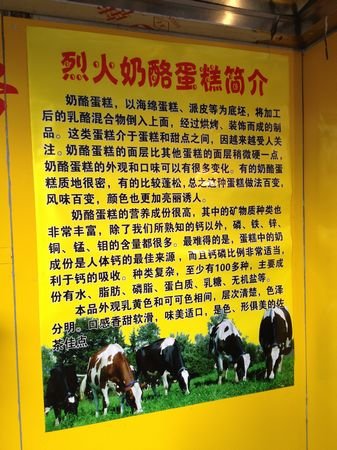 烈火奶酪蛋糕简介
奶酪蛋糕，以海绵蛋糕、派皮等为底坯，将加工
后的乳酪混合物倒入上面，经过烘烤、装饰而成的制
品。这类蛋糕介于蛋糕和甜点之间，因越来越受人关
注。奶酪蛋糕的面层比其他蛋糕的面层稍微硬一点，
奶酪蛋糕的外观和口味可以有很多变化。有的奶酪蛋
糕质地很密，有的比较蓬松，总之这种蛋糕做法百变，
风味百变，颜色也更加亮丽诱人。
奶酪蛋糕的营养成份很高，其中的矿物质种类也
非常丰富，除了我们所熟知的钙以外，磷、铁、锌、
铜、锰、钼的含量都很多。最难得的是，蛋糕中的奶
成份是人体钙的最佳来源，而且钙磷比例非常适当，
利于钙的吸收。种类复杂，至少有100多种，主要成
份有水、脂肪、磷脂、蛋白质、乳糖、无机盐等。
本品外观乳黄色和可可色相间，层次清楚，色泽
分明。口感香甜软滑，味美适口，是色、形俱美的佐
茶佳点